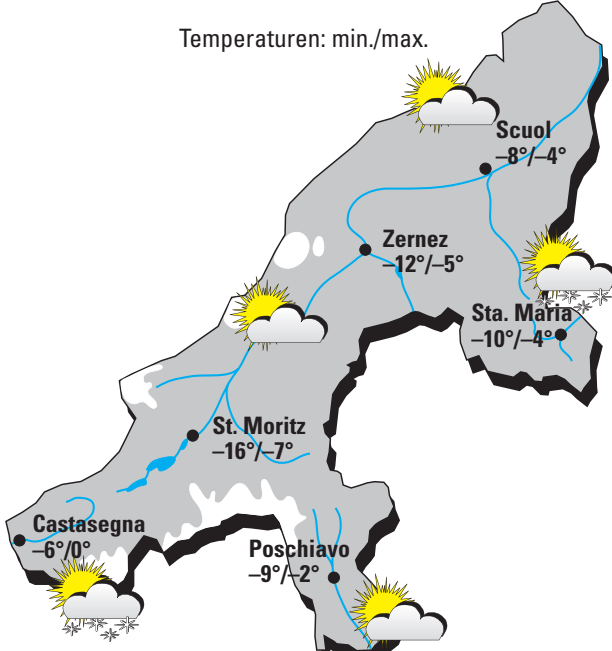 Temperaturen: min./max.
Scuol
–8°/–4°
Zernez
–12°/–5°
Sta. Maria
–10°/–4°
St. Moritz
–16°/–7°
Castasegna
–6°/0°
Poschiavo
–9°/–2°